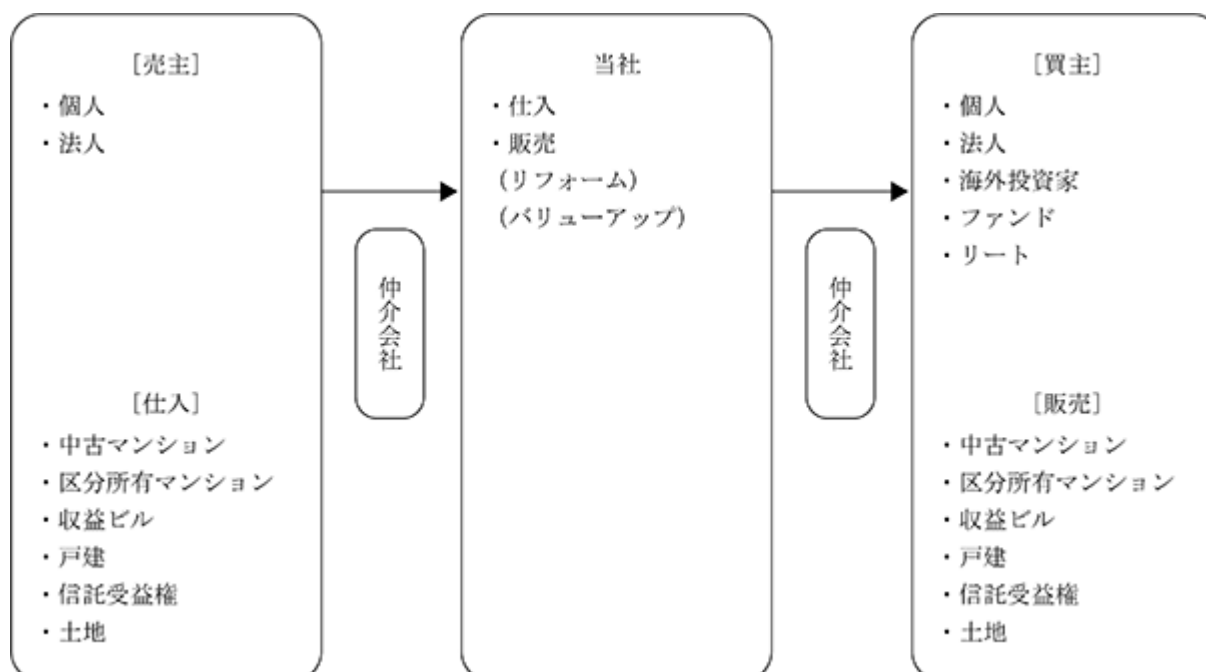 [売主]
・個人
・法人
[仕入]
・中古マンション
・区分所有マンション
・収益ビル
・戸建
・信託受益権
・土地
仲介会社
当社
・仕入
・販売
(リフォーム)
(バリューアップ)
仲介会社
[買主]
・個人
・法人
・海外投資家
・ファンド
・リート
[販売]
・中古マンション
・区分所有マンション
・収益ビル
・戸建
・信託受益権
・土地